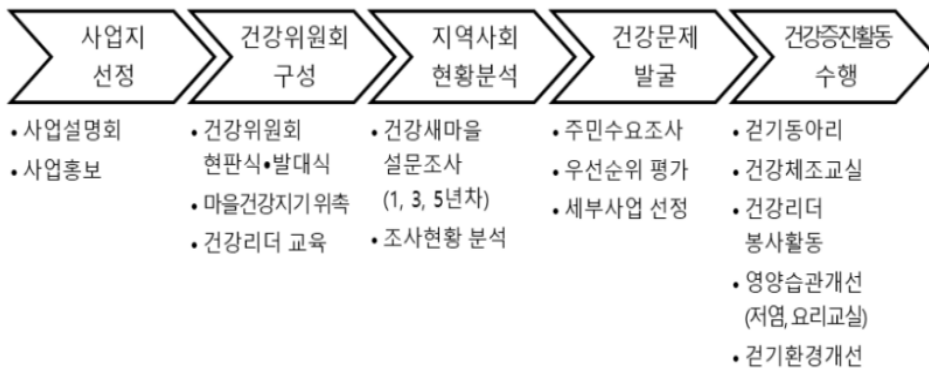 사업지
선정
건강위원회
구성
지역사회
현황분석
건강문제
발굴
건강증진활동
수행
• 사업설명회
• 사업홍보
• 건강위원회
현판식•발대식
• 마을건강지기 위촉
• 건강리더 교육
• 건강새마을
설문조사
(1, 3, 5년차)
• 조사현황 분석
• 주민수요조사
• 우선순위 평가
• 세부사업 선정
• 걷기동아리
• 건강체조교실
• 건강리더
봉사활동
• 영양습관개선
(저염, 요리교실)
• 걷기환경개선